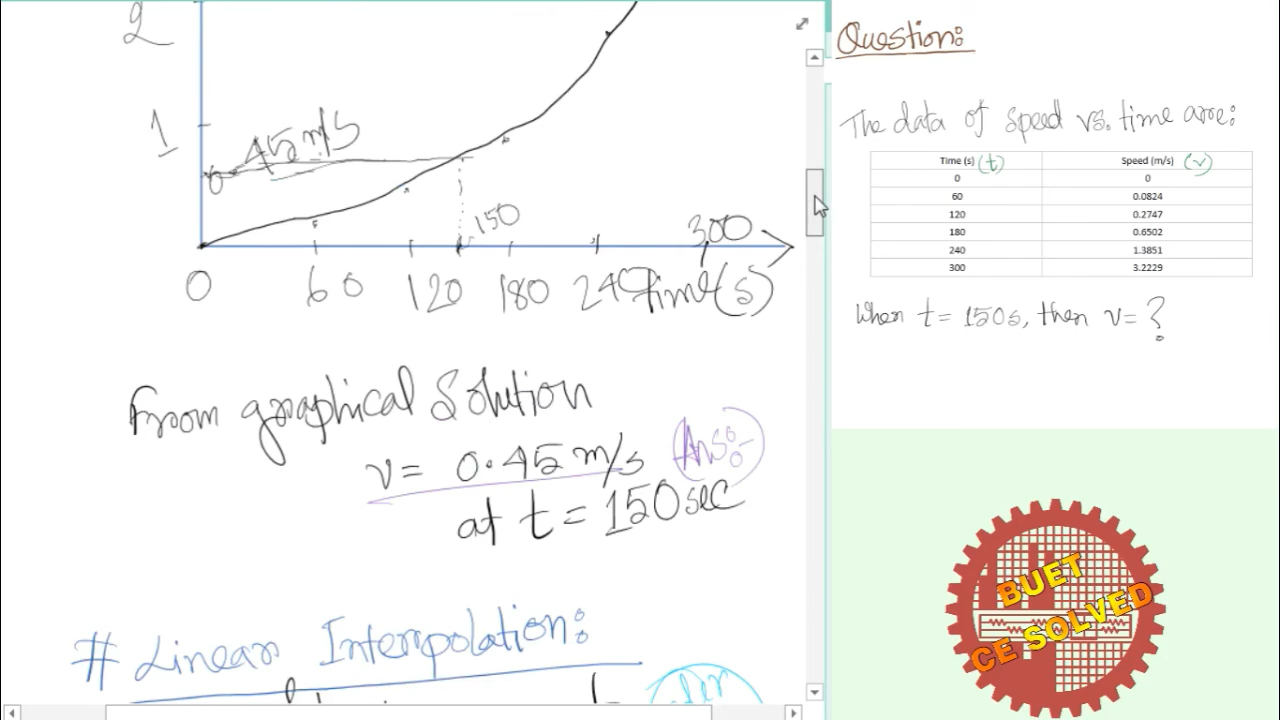 2
1
0.45 m/s
150
300
0 60 120 180 240 Time(s)
From graphical Solution
v = 0.45 m/s Ans:-
at t = 150 sec
# Linear Interpolation:
Question:
The data of speed vs. time are:
Time (s) (t) Speed (m/s) (v)
0 0
60 0.0824
120 0.2747
180 0.6502
240 1.3851
300 3.2229
When t = 150s, then v = ?
BUET
CE SOLVED